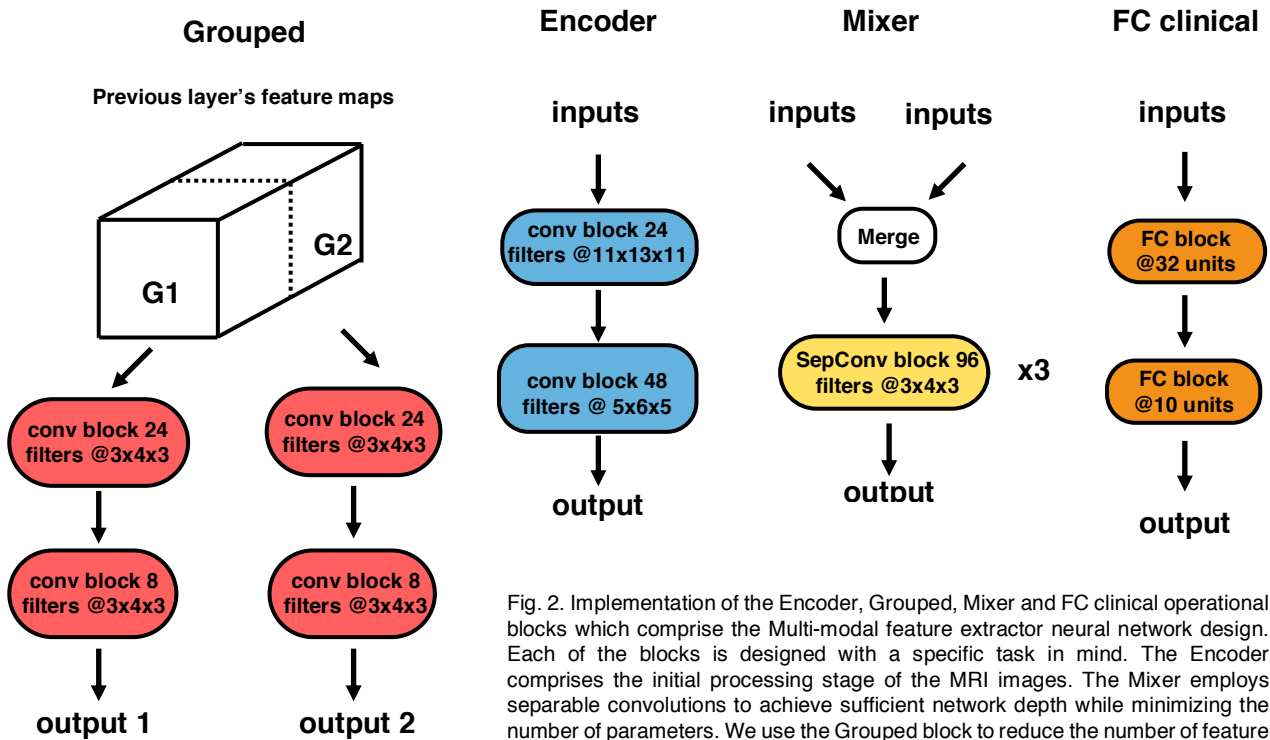 Grouped
Previous layer's feature maps
G1
G2
conv block 24
filters @3x4x3
conv block 24
filters @3x4x3
conv block 8
filters @3x4x3
conv block 8
filters @3x4x3
output 1
output 2
Encoder
inputs
conv block 24
filters @11x13x11
conv block 48
filters @ 5x6x5
output
Mixer
inputs
inputs
Merge
SepConv block 96
filters @3x4x3
x3
output
FC clinical
inputs
FC block
@32 units
FC block
@10 units
output
Fig. 2. Implementation of the Encoder, Grouped, Mixer and FC clinical operational
blocks which comprise the Multi-modal feature extractor neural network design.
Each of the blocks is designed with a specific task in mind. The Encoder
comprises the initial processing stage of the MRI images. The Mixer employs
separable convolutions to achieve sufficient network depth while minimizing the
number of parameters. We use the Grouped block to reduce the number of feature